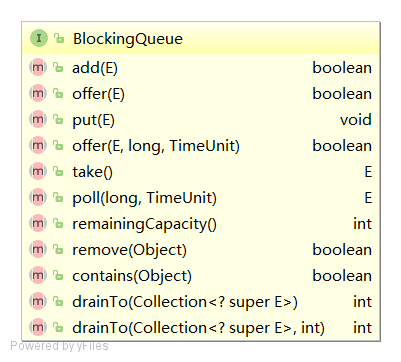 I BlockingQueue
m add(E) boolean
m offer(E) boolean
m put(E) void
m offer(E, long, TimeUnit) boolean
m take() E
m poll(long, TimeUnit) E
m remainingCapacity() int
m remove(Object) boolean
m contains(Object) boolean
m drainTo(Collection<? super E>) int
m drainTo(Collection<? super E>, int) int
Powered by yFiles